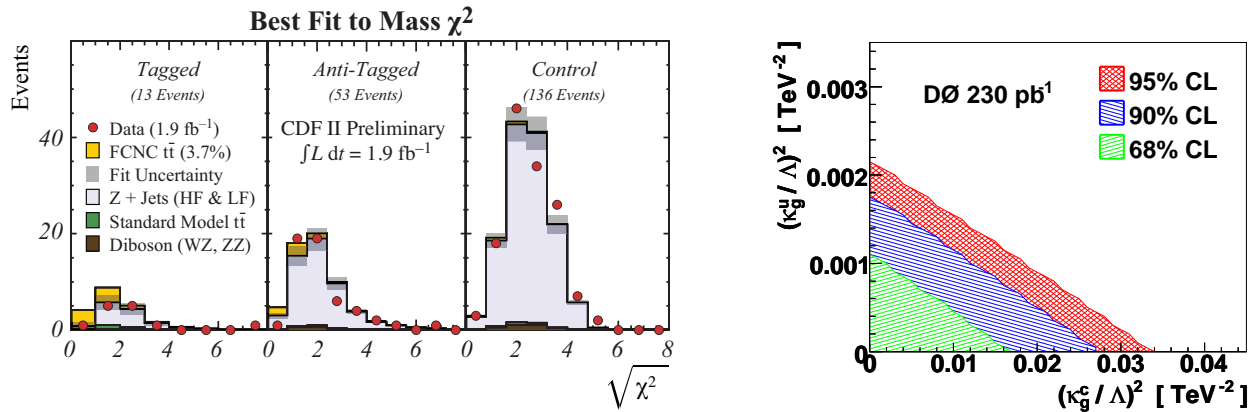 Best Fit to Mass χ²
Events
Tagged
(13 Events)
Anti-Tagged
(53 Events)
Control
(136 Events)
Data (1.9 fb⁻¹)
FCNC tt̄ (3.7%)
Fit Uncertainty
Z + Jets (HF & LF)
Standard Model tt̄
Diboson (WZ, ZZ)
CDF II Preliminary
∫L dt = 1.9 fb⁻¹
40
20
0
0 2 4 6 0 2 4 6 0 2 4 6 8
√χ²
(κᵤg / Λ)² [ TeV⁻² ]
DØ 230 pb¹
95% CL
90% CL
68% CL
0.003
0.002
0.001
0
0 0.01 0.02 0.03 0.04
(κᶜg / Λ)² [ TeV⁻² ]